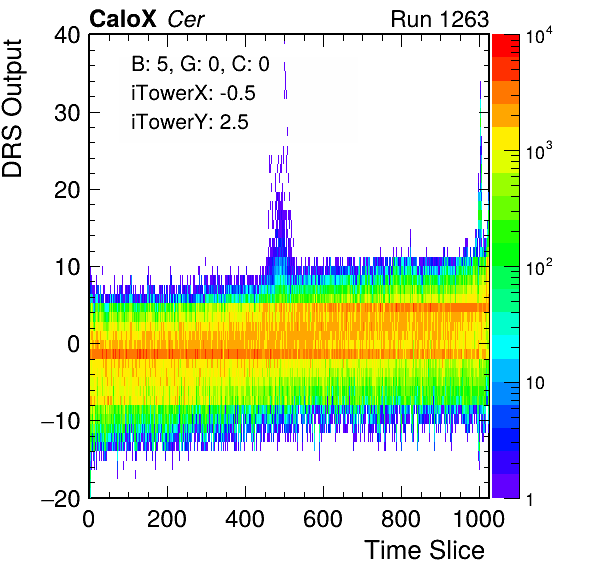 CaloX Cer Run 1263
B: 5, G: 0, C: 0
iTowerX: -0.5
iTowerY: 2.5
DRS Output
40
30
20
10
0
−10
−20
0 200 400 600 800 1000
Time Slice
10^4
10^3
10^2
10
1